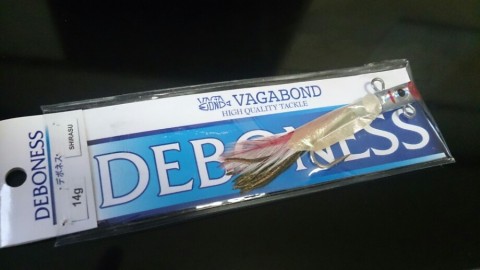 VAGABOND
HIGH QUALITY TACKLE
DEBONESS
DEBONESS
・デボネス・
SHIRASU
14g